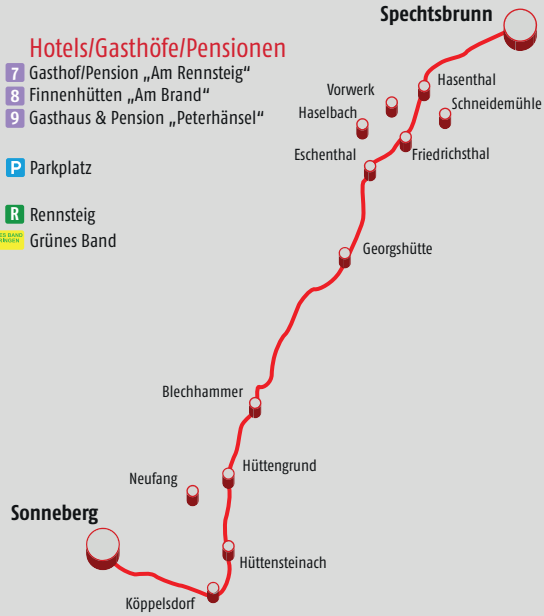 Spechtsbrunn
Hotels/Gasthöfe/Pensionen
7 Gasthof/Pension „Am Rennsteig“
8 Finnenhütten „Am Brand“
9 Gasthaus & Pension „Peterhänsel“
P Parkplatz
R Rennsteig
Grünes Band
Hasenthal
Vorwerk
Schneidemühle
Haselbach
Eschenthal
Friedrichsthal
Georgshütte
Blechhammer
Hüttengrund
Neufang
Sonneberg
Hüttensteinach
Köppelsdorf